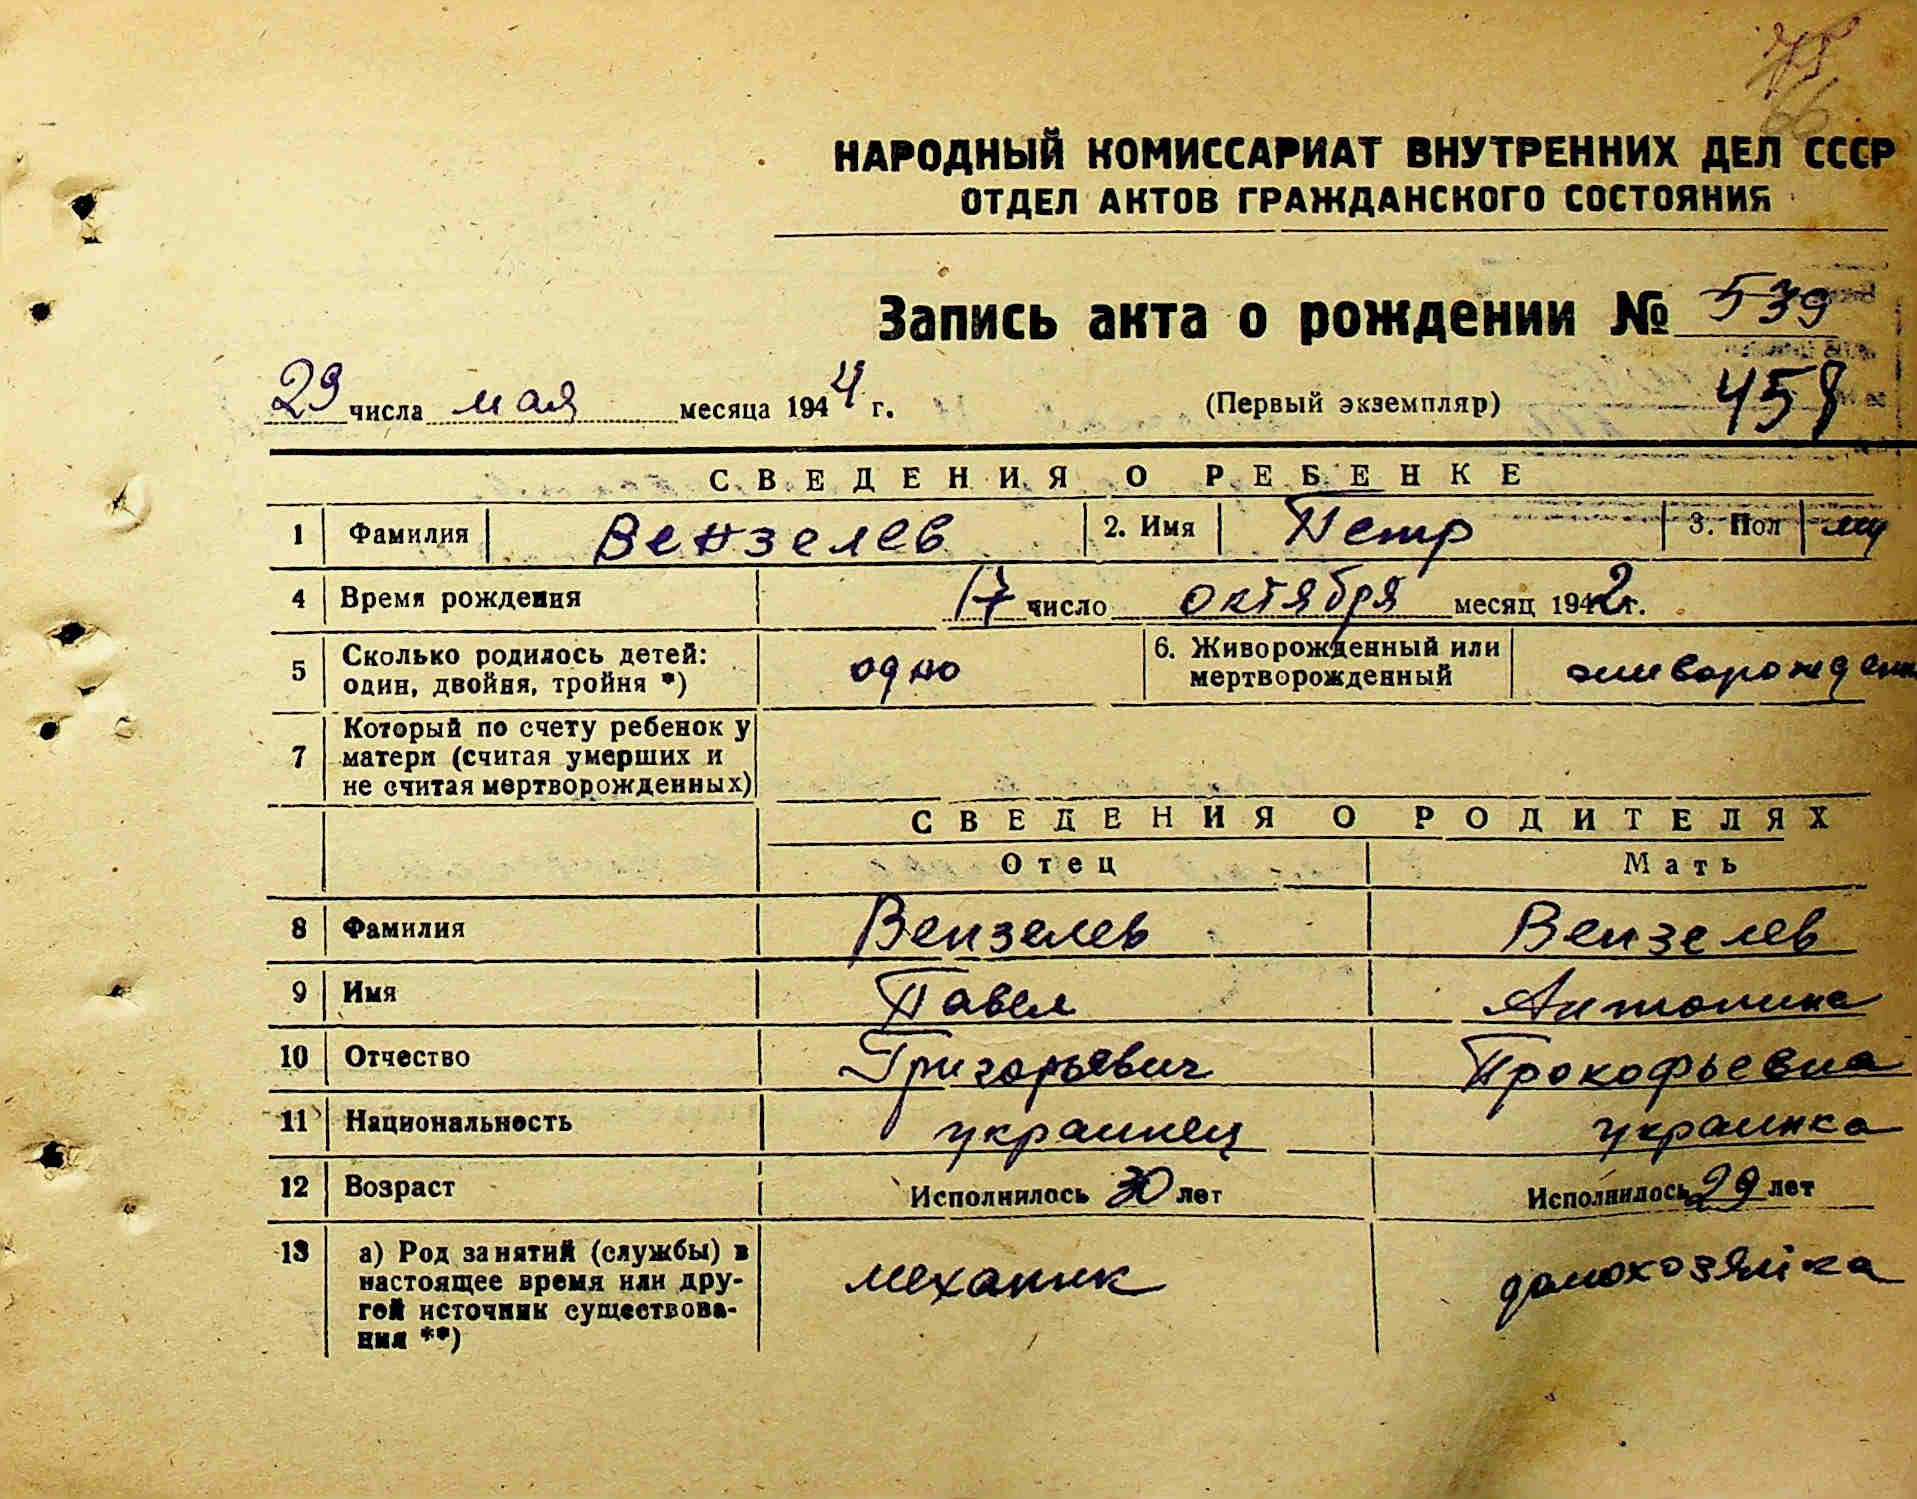 66
НАРОДНЫЙ КОМИССАРИАТ ВНУТРЕННИХ ДЕЛ СССР
ОТДЕЛ АКТОВ ГРАЖДАНСКОГО СОСТОЯНИЯ
Запись акта о рождении № 539
29 числа мая месяца 1944 г. (Первый экземпляр) 458
СВЕДЕНИЯ О РЕБЕНКЕ
1 Фамилия Вензелев 2. Имя Петр 3. Пол муж
4 Время рождения 17 число октября месяц 1942 г.
5 Сколько родилось детей: один, двойня, тройня *) одно 6. Живорожденный или мертворожденный живорожден
7 Который по счету ребенок у матери (считая умерших и не считая мертворожденных)
СВЕДЕНИЯ О РОДИТЕЛЯХ
Отец Мать
8 Фамилия Вензелев Вензелев
9 Имя Павел Антонина
10 Отчество Григорьевич Прокофьевна
11 Национальность украинец украинка
12 Возраст Исполнилось 30 лет Исполнилось 29 лет
13 а) Род занятий (службы) в настоящее время или дру-
гой источник существова-
ния **) механик домохозяйка